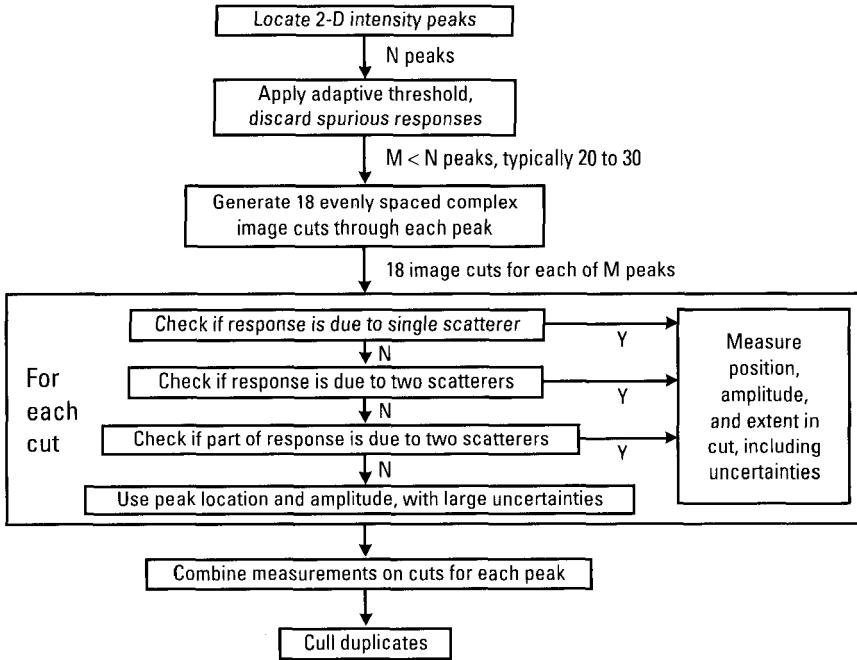 Locate 2-D intensity peaks
N peaks
Apply adaptive threshold,
discard spurious responses
M < N peaks, typically 20 to 30
Generate 18 evenly spaced complex
image cuts through each peak
18 image cuts for each of M peaks
For
each
cut
Check if response is due to single scatterer
Y
N
Check if response is due to two scatterers
Y
N
Check if part of response is due to two scatterers
Y
N
Use peak location and amplitude, with large uncertainties
Measure
position,
amplitude,
and extent in
cut, including
uncertainties
Combine measurements on cuts for each peak
Cull duplicates